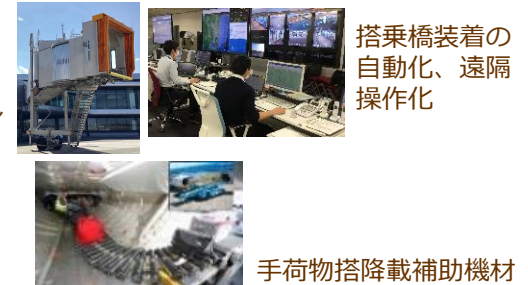 搭乗橋装着の
自動化、遠隔
操作化
手荷物搭降載補助機材